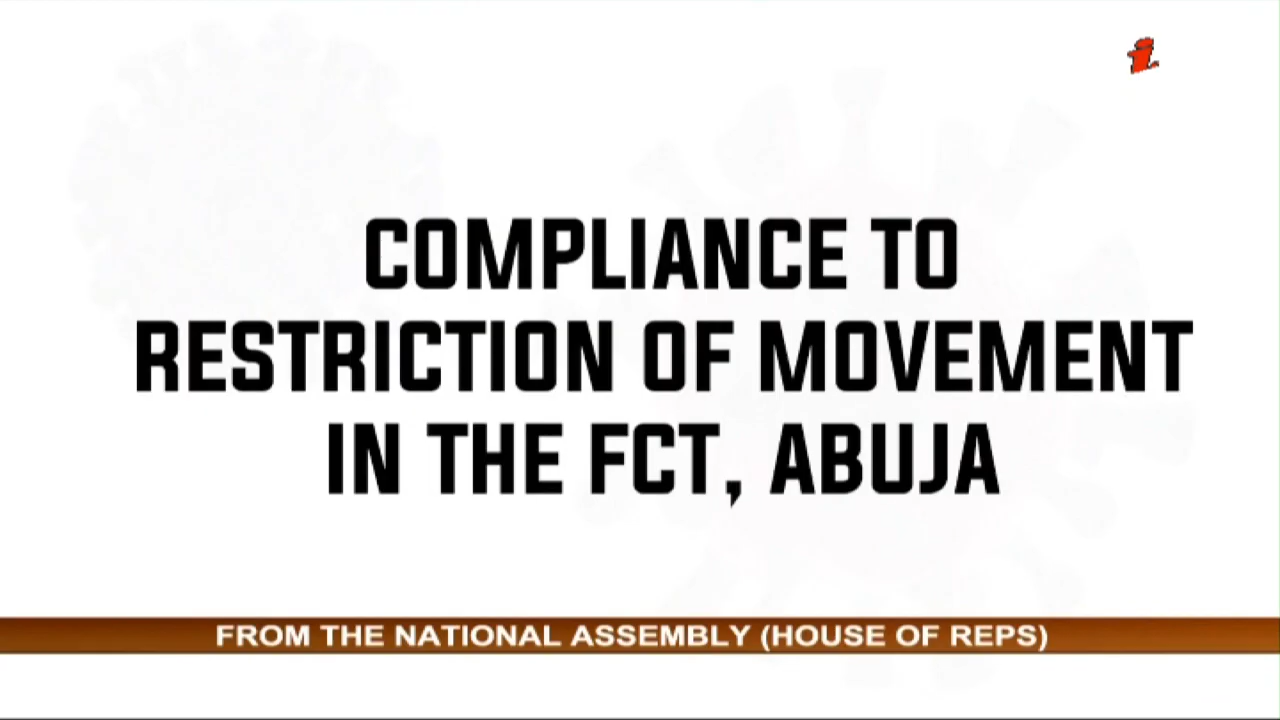 i
COMPLIANCE TO
RESTRICTION OF MOVEMENT
IN THE FCT, ABUJA
FROM THE NATIONAL ASSEMBLY (HOUSE OF REPS)